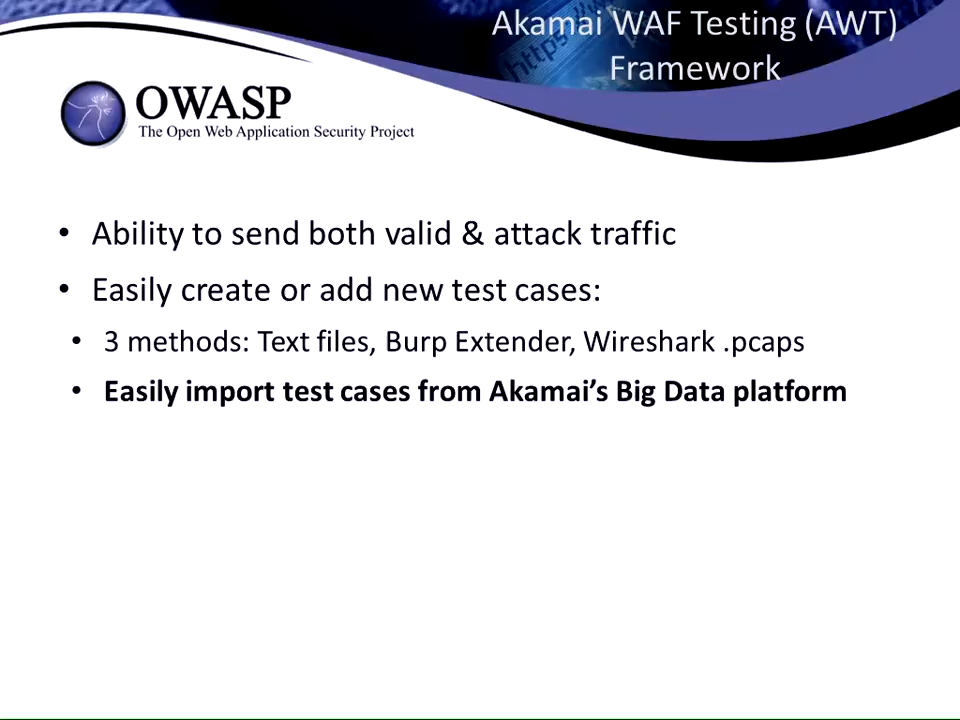 Akamai WAF Testing (AWT)
Framework
https
OWASP
The Open Web Application Security Project
• Ability to send both valid & attack traffic
• Easily create or add new test cases:
• 3 methods: Text files, Burp Extender, Wireshark .pcaps
• Easily import test cases from Akamai’s Big Data platform